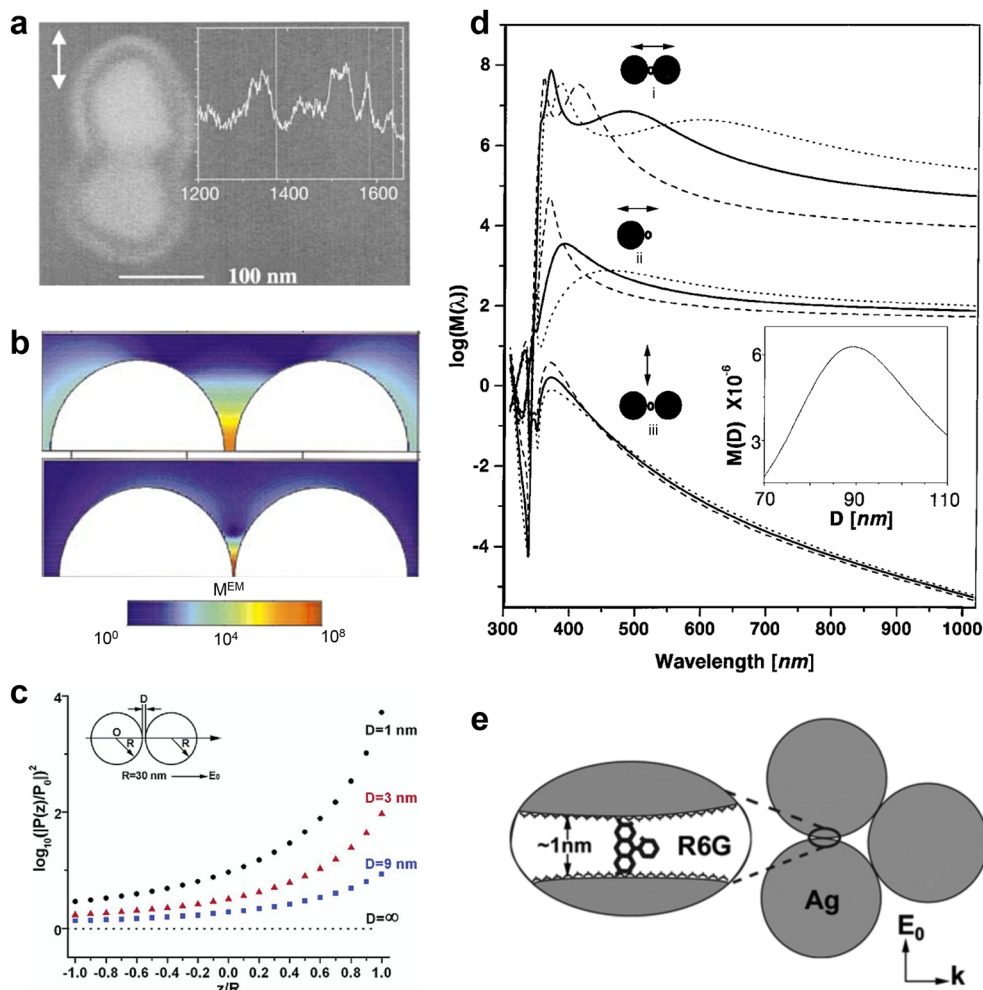 a
1200
1400
1600
100 nm
b
M^EM
10^0
10^4
10^8
c
4
2
0
log₁₀(|P(z)/P₀|)²
D
O
R
R
R=30 nm
E₀
D=1 nm
D=3 nm
D=9 nm
D=∞
-1.0 -0.8 -0.6 -0.4 -0.2 0.0 0.2 0.4 0.6 0.8 1.0
z/R
d
8
6
4
2
0
-2
-4
log(M(λ))
i
ii
iii
6
3
M(D) X10^-6
70 90 110
D [nm]
300 400 500 600 700 800 900 1000
Wavelength [nm]
e
~1nm
R6G
Ag
E₀
k